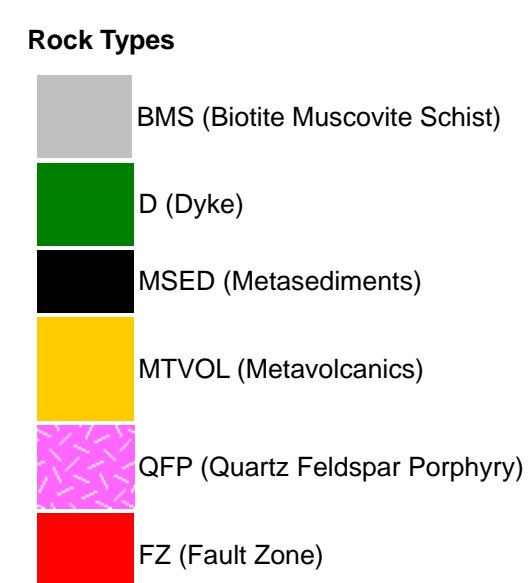 Rock Types
BMS (Biotite Muscovite Schist)
D (Dyke)
MSED (Metasediments)
MTVOL (Metavolcanics)
QFP (Quartz Feldspar Porphyry)
FZ (Fault Zone)